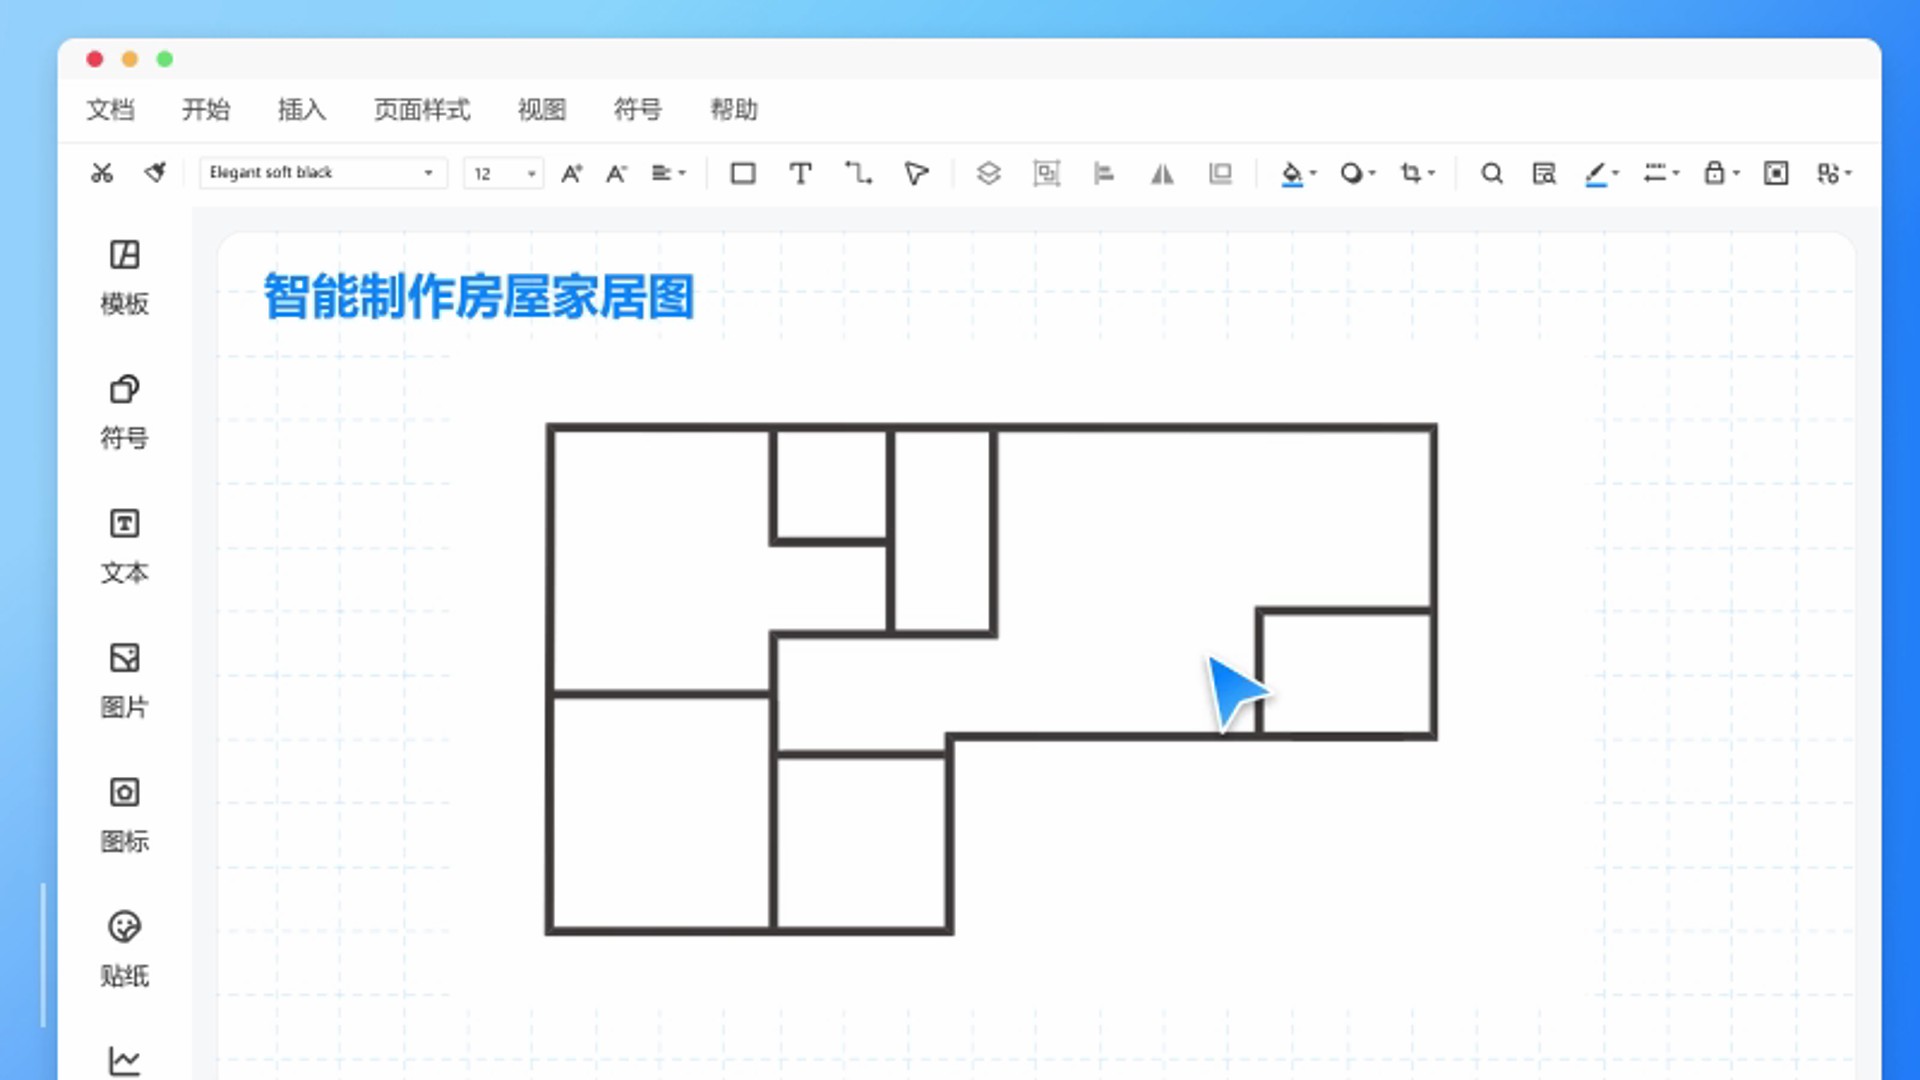 文档 开始 插入 页面样式 视图 符号 帮助
Elegant soft black 12
模板
智能制作房屋家居图
符号
文本
图片
图标
贴纸